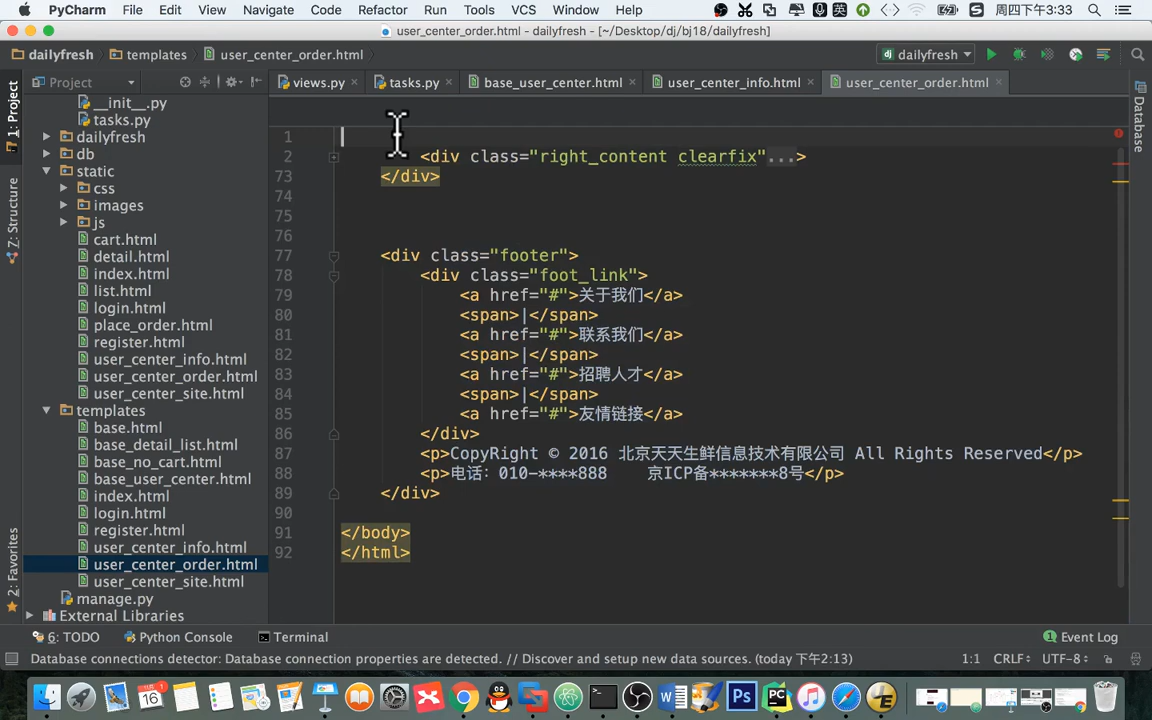 PyCharm File Edit View Navigate Code Refactor Run Tools VCS Window Help 英 周四下午3:33
user_center_order.html - dailyfresh - [~/Desktop/dj/bj18/dailyfresh]
dailyfresh templates user_center_order.html dailyfresh
Project views.py tasks.py base_user_center.html user_center_info.html user_center_order.html
1: Project
7: Structure
2: Favorites
Database
__init__.py
tasks.py
dailyfresh
db
static
css
images
js
cart.html
detail.html
index.html
list.html
login.html
place_order.html
register.html
user_center_info.html
user_center_order.html
user_center_site.html
templates
base.html
base_detail_list.html
base_no_cart.html
base_user_center.html
index.html
login.html
register.html
user_center_info.html
user_center_order.html
user_center_site.html
manage.py
External Libraries
1
2 <div class="right_content clearfix"...>
73 </div>
74
75
76
77 <div class="footer">
78 <div class="foot_link">
79 <a href="#">关于我们</a>
80 <span>|</span>
81 <a href="#">联系我们</a>
82 <span>|</span>
83 <a href="#">招聘人才</a>
84 <span>|</span>
85 <a href="#">友情链接</a>
86 </div>
87 <p>CopyRight © 2016 北京天天生鲜信息技术有限公司 All Rights Reserved</p>
88 <p>电话：010-****888    京ICP备*******8号</p>
89 </div>
90
91 </body>
92 </html>
6: TODO Python Console Terminal 1 Event Log
Database connections detector: Database connection properties are detected. // Discover and setup new data sources. (today 下午2:13) 1:1 CRLF UTF-8
16
Ps
PC